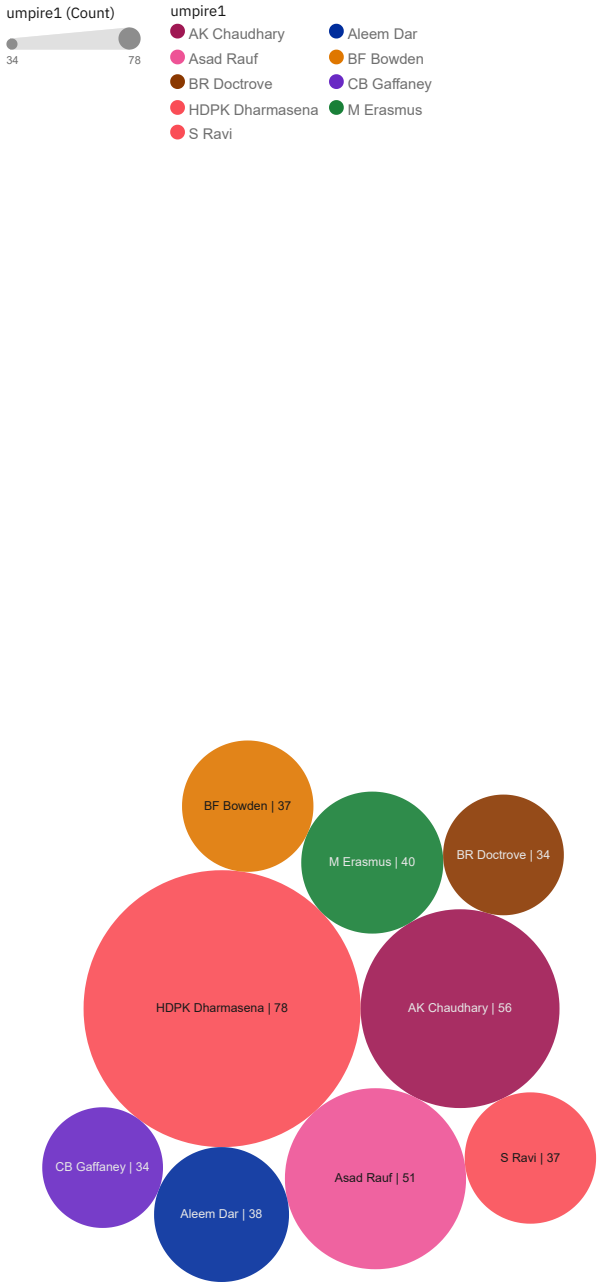 umpire1 (Count)
34 78
umpire1
AK Chaudhary
Aleem Dar
Asad Rauf
BF Bowden
BR Doctrove
CB Gaffaney
HDPK Dharmasena
M Erasmus
S Ravi
BF Bowden | 37
M Erasmus | 40
BR Doctrove | 34
HDPK Dharmasena | 78
AK Chaudhary | 56
S Ravi | 37
CB Gaffaney | 34
Asad Rauf | 51
Aleem Dar | 38